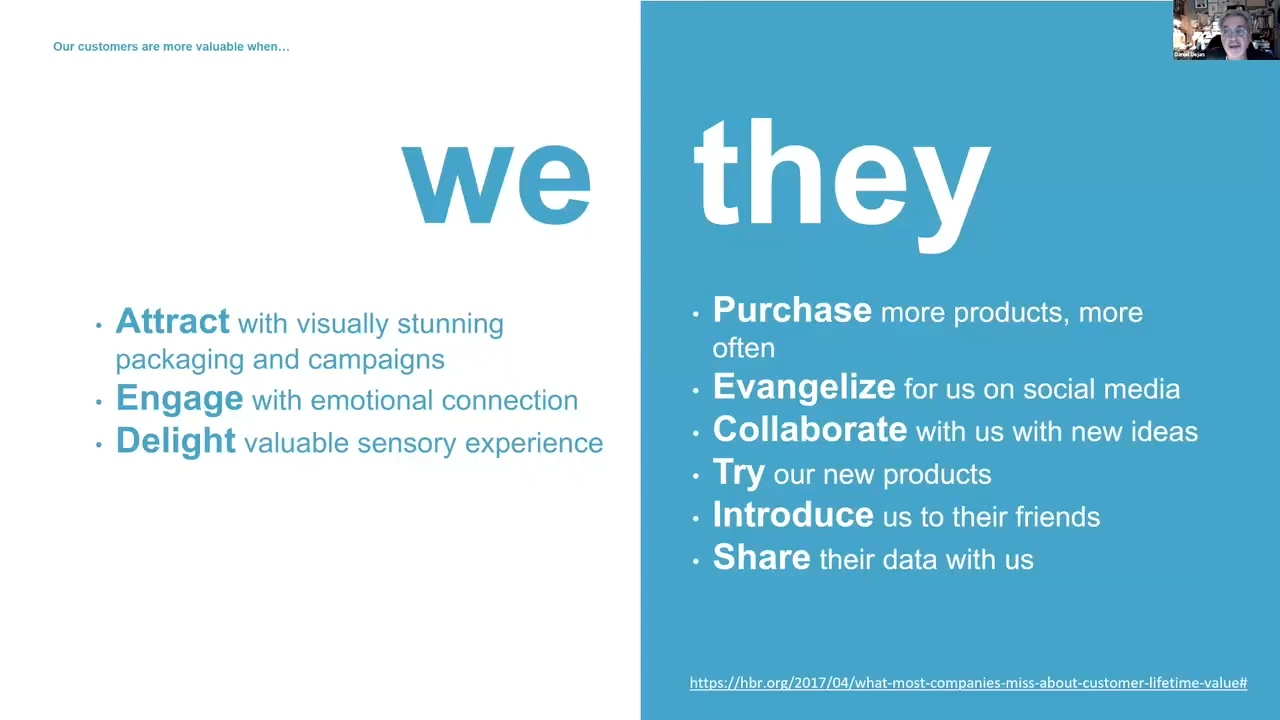 Our customers are more valuable when…
we
• Attract with visually stunning
packaging and campaigns
• Engage with emotional connection
• Delight valuable sensory experience
they
• Purchase more products, more
often
• Evangelize for us on social media
• Collaborate with us with new ideas
• Try our new products
• Introduce us to their friends
• Share their data with us
https://hbr.org/2017/04/what-most-companies-miss-about-customer-lifetime-value#
Daniel Dejan